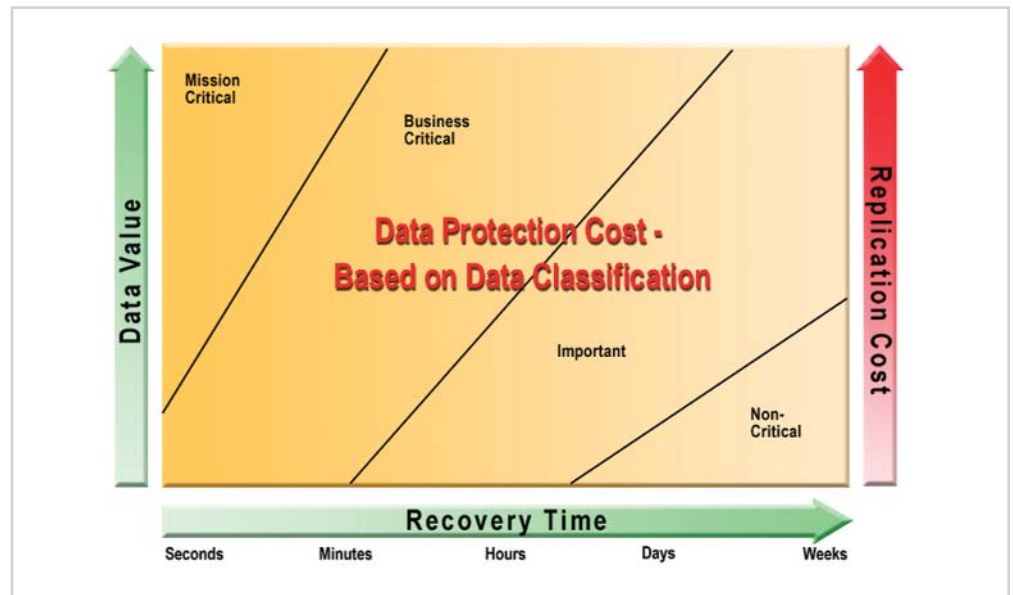 Mission
Critical
Business
Critical
Data Value
Replication Cost
Data Protection Cost -
Based on Data Classification
Important
Non-
Critical
Recovery Time
Seconds Minutes Hours Days Weeks